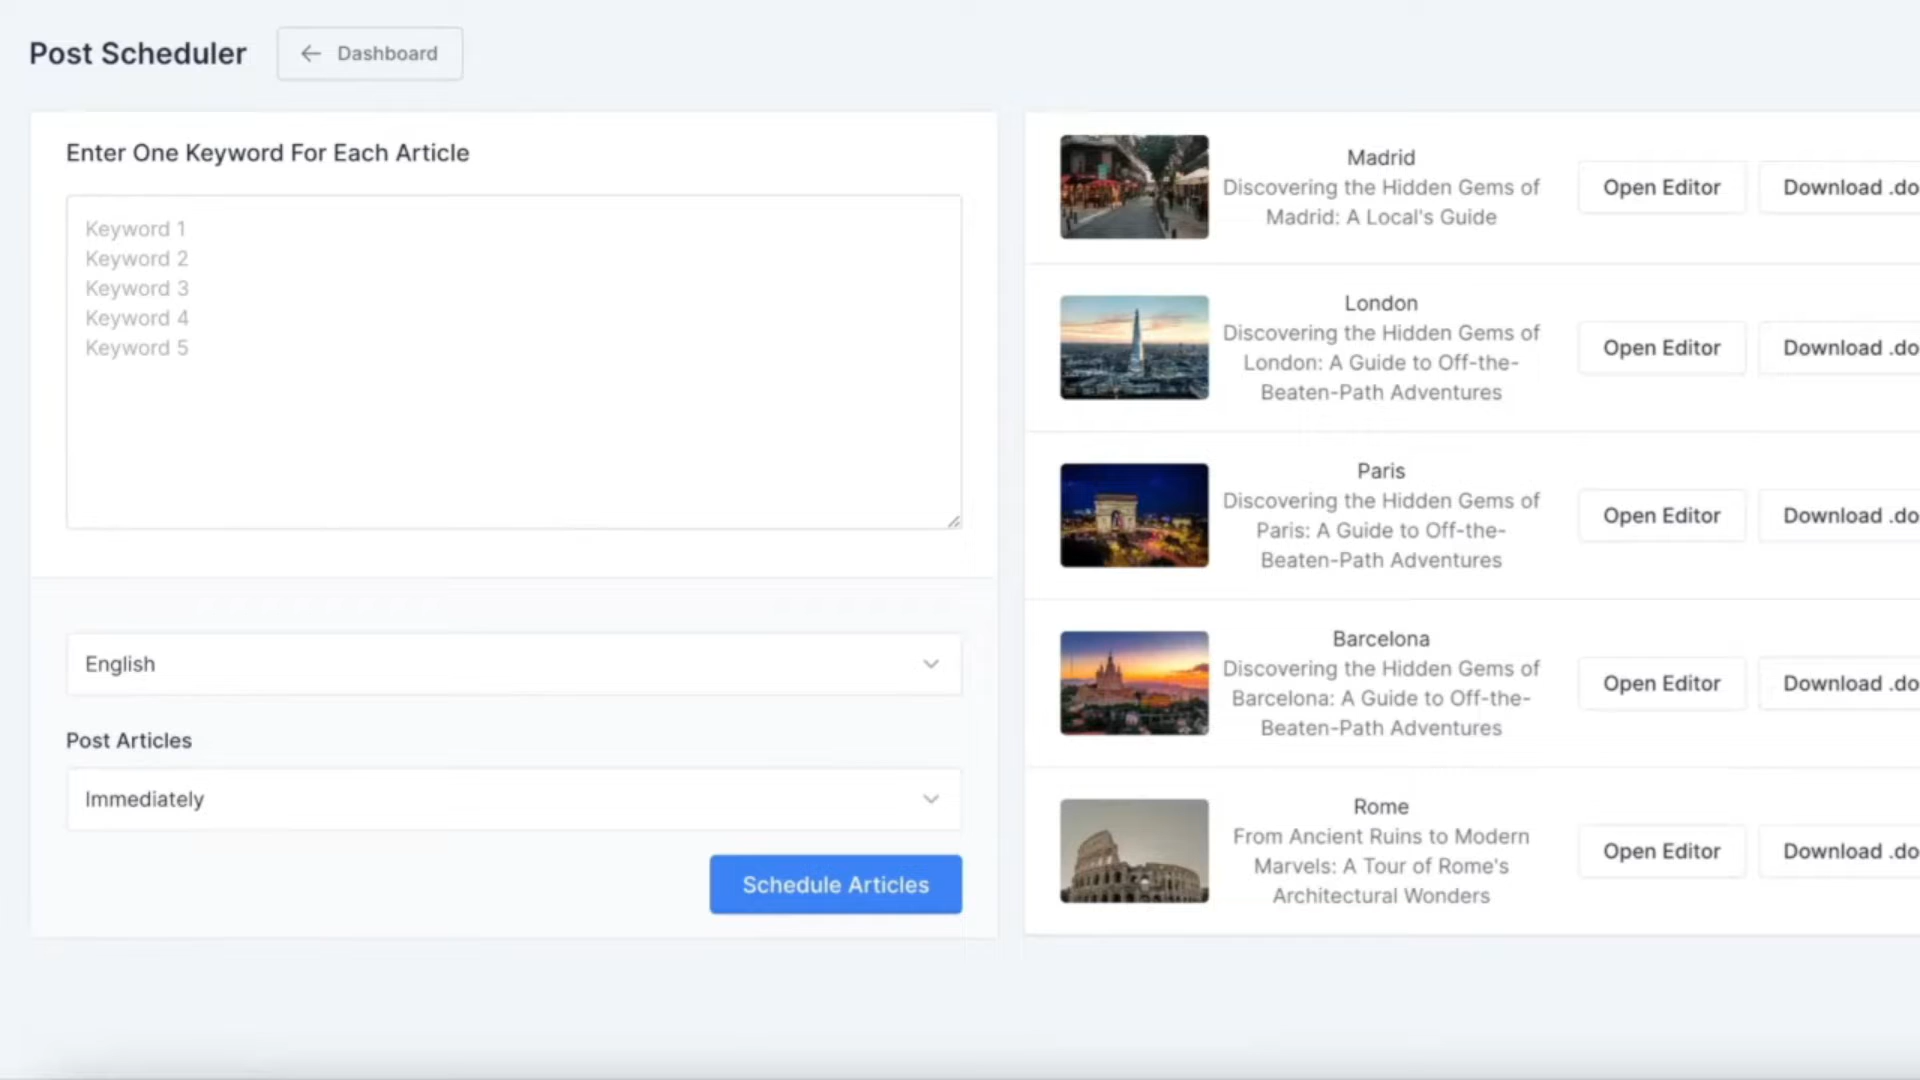 Post Scheduler
Dashboard
Enter One Keyword For Each Article
Keyword 1
Keyword 2
Keyword 3
Keyword 4
Keyword 5
English
Post Articles
Immediately
Schedule Articles
Madrid
Discovering the Hidden Gems of
Madrid: A Local's Guide
Open Editor
Download .do
London
Discovering the Hidden Gems of
London: A Guide to Off-the-
Beaten-Path Adventures
Open Editor
Download .do
Paris
Discovering the Hidden Gems of
Paris: A Guide to Off-the-
Beaten-Path Adventures
Open Editor
Download .do
Barcelona
Discovering the Hidden Gems of
Barcelona: A Guide to Off-the-
Beaten-Path Adventures
Open Editor
Download .do
Rome
From Ancient Ruins to Modern
Marvels: A Tour of Rome's
Architectural Wonders
Open Editor
Download .do